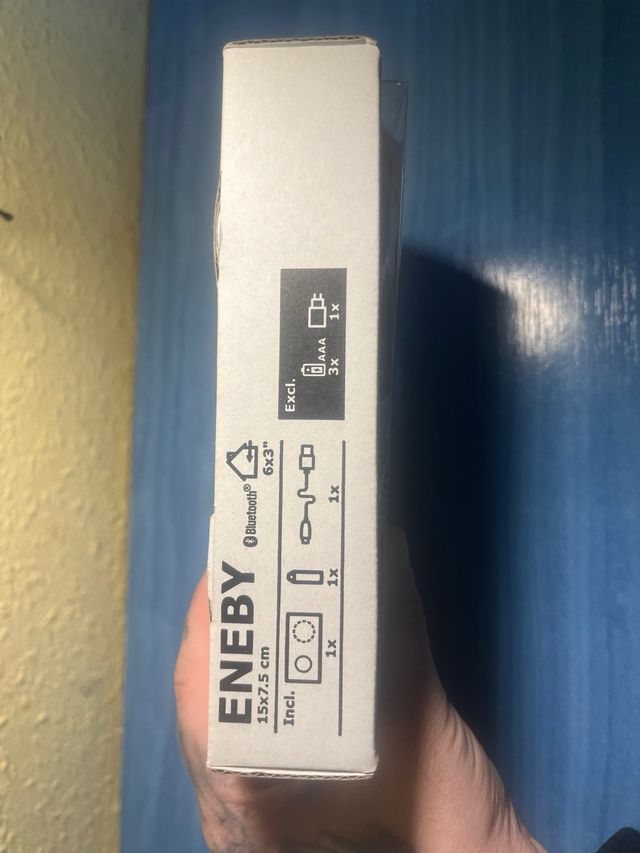 ENEBY
15x7.5 cm
Bluetooth®
6x3"
Incl.
1x
1x
1x
Excl.
AAA
3x
1x